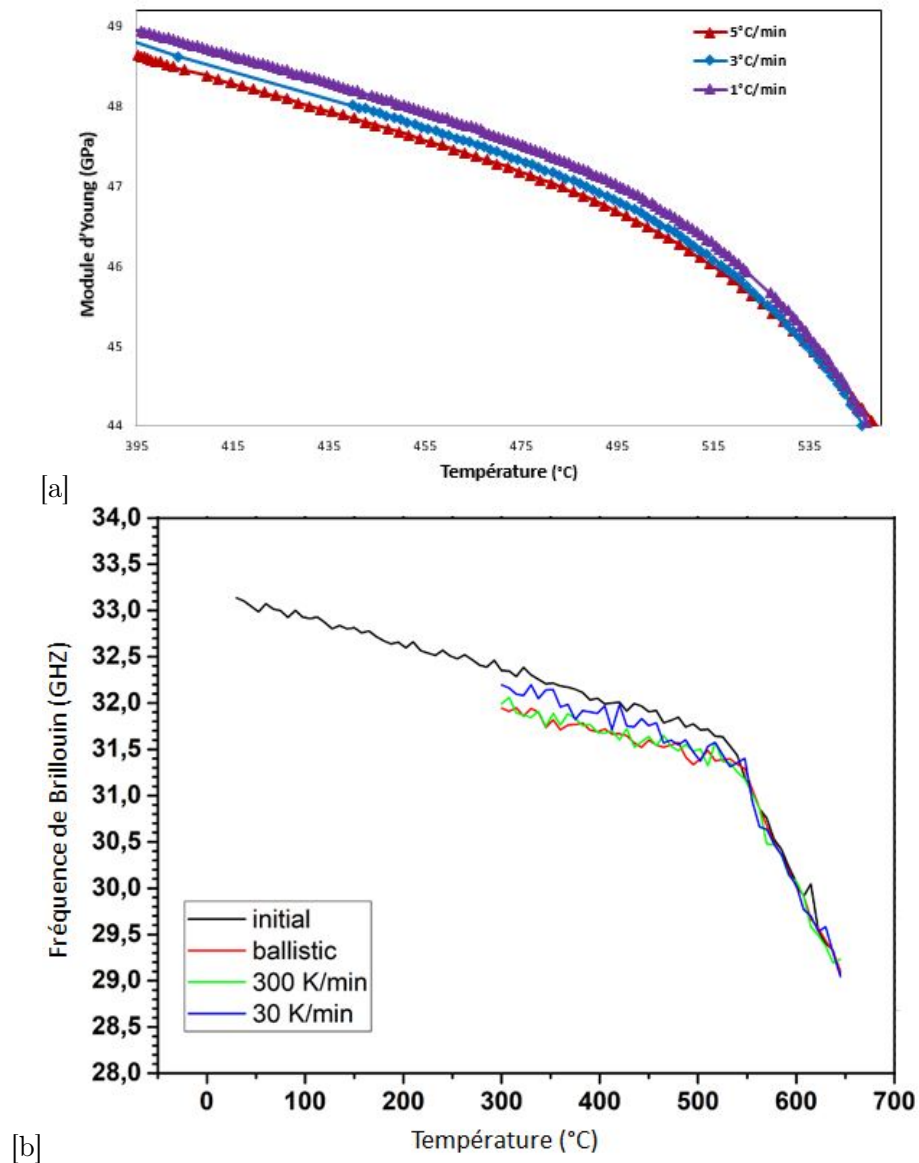 49
48
47
46
45
44
Module d'Young (GPa)
5°C/min
3°C/min
1°C/min
395
415
435
455
475
495
515
535
Température (°C)
[a]
34,0
33,5
33,0
32,5
32,0
31,5
31,0
30,5
30,0
29,5
29,0
28,5
28,0
Fréquence de Brillouin (GHZ)
initial
ballistic
300 K/min
30 K/min
0
100
200
300
400
500
600
700
Température (°C)
[b]